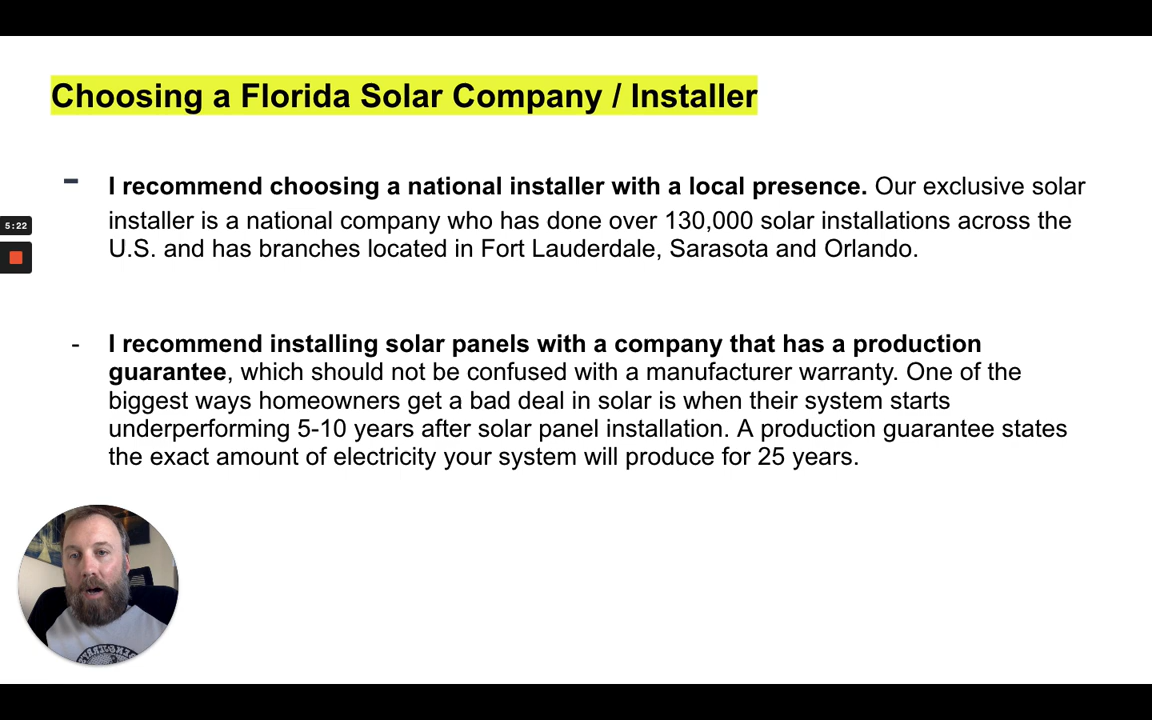 Choosing a Florida Solar Company / Installer
- I recommend choosing a national installer with a local presence. Our exclusive solar
installer is a national company who has done over 130,000 solar installations across the
U.S. and has branches located in Fort Lauderdale, Sarasota and Orlando.
5:22
- I recommend installing solar panels with a company that has a production
guarantee, which should not be confused with a manufacturer warranty. One of the
biggest ways homeowners get a bad deal in solar is when their system starts
underperforming 5-10 years after solar panel installation. A production guarantee states
the exact amount of electricity your system will produce for 25 years.